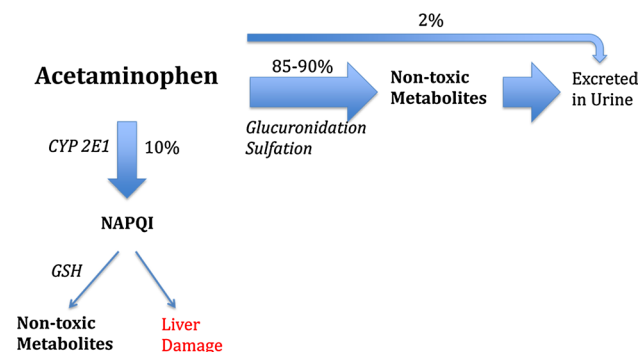 2%
Acetaminophen
85-90%
Non-toxic
Metabolites
Excreted
in Urine
Glucuronidation
Sulfation
CYP 2E1
10%
NAPQI
GSH
Non-toxic
Metabolites
Liver
Damage